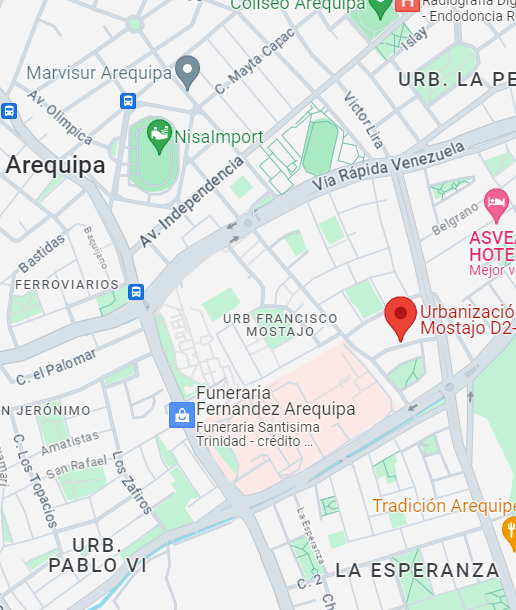 Coliseo Arequipa
H
Radiografía Dig
- Endodoncia R
Islay
Marvisur Arequipa
C. Mayta Capac
URB. LA PE
Av. Olimpica
Victor Lira
NisaImport
Arequipa
Vía Rápida Venezuela
Av. Independencia
Belgrano
Bastidas
Baquijano
ASVEA
HOTE
Mejor va
FERROVIARIOS
URB FRANCISCO
MOSTAJO
Urbanizació
Mostajo D2-
C. el Palomar
Funeraria
Fernandez Arequipa
Funeraria Santisima
Trinidad - crédito ...
N JERÓNIMO
Amatistas
San Rafael
C. Los Topacios
Los Zafiros
Tradición Arequipe
La Esperanza
URB.
PABLO VI
LA ESPERANZA
C. 2